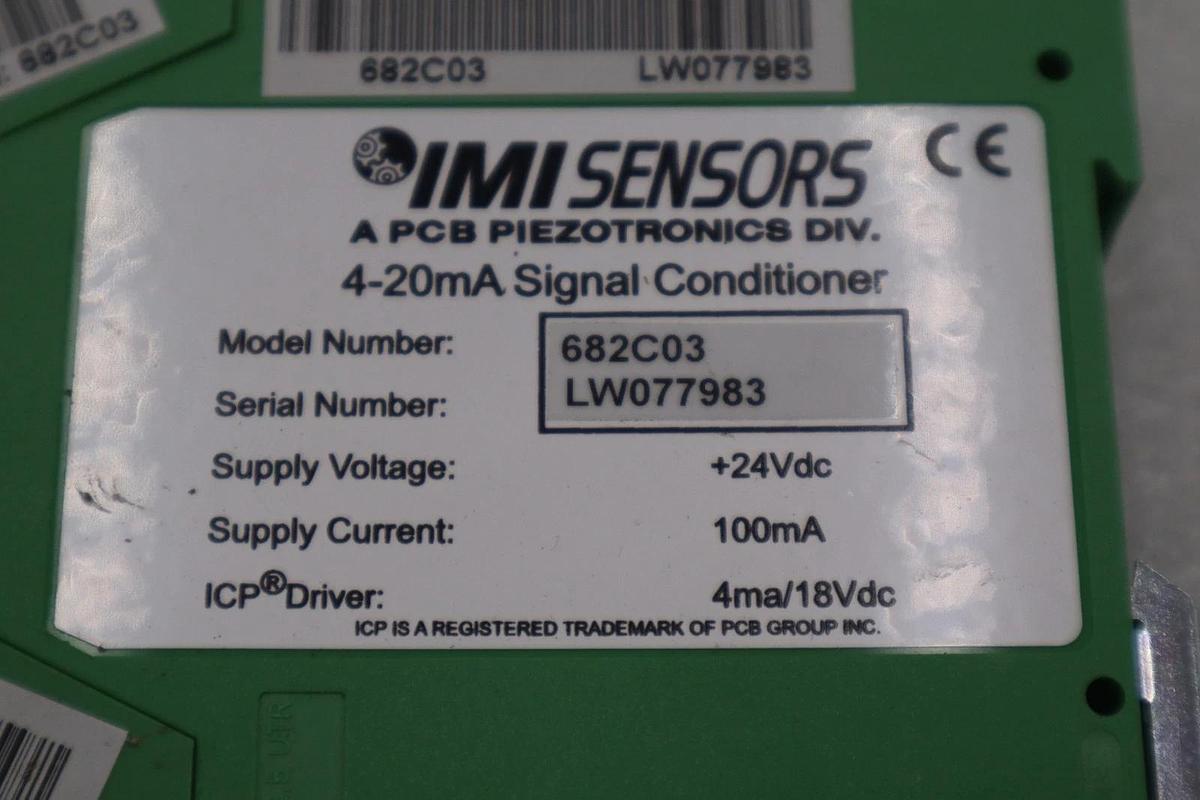 682C03
682C03 LW077983
IMI SENSORS CE
A PCB PIEZOTRONICS DIV.
4-20mA Signal Conditioner
Model Number: 682C03
Serial Number: LW077983
Supply Voltage: +24Vdc
Supply Current: 100mA
ICP®Driver: 4ma/18Vdc
ICP IS A REGISTERED TRADEMARK OF PCB GROUP INC.